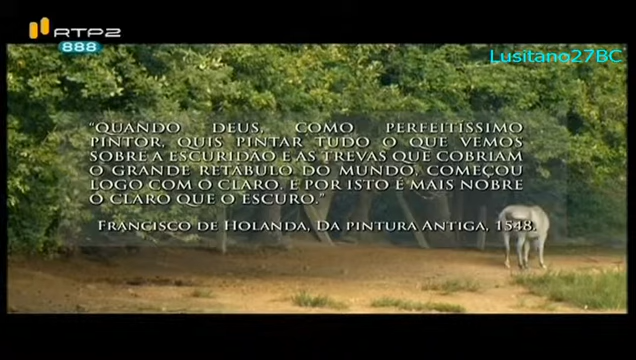 RTP2
888
Lusitano27BC
"QUANDO DEUS, COMO PERFEITÍSSIMO
PINTOR, QUIS PINTAR TUDO O QUE VEMOS
SOBRE A ESCURIDÃO E AS TREVAS QUE COBRIAM
O GRANDE RETÁBULO DO MUNDO, COMEÇOU
LOGO COM O CLARO. E POR ISTO É MAIS NOBRE
O CLARO QUE O ESCURO."
FRANCISCO DE HOLANDA, DA PINTURA ANTIGA, 1548.